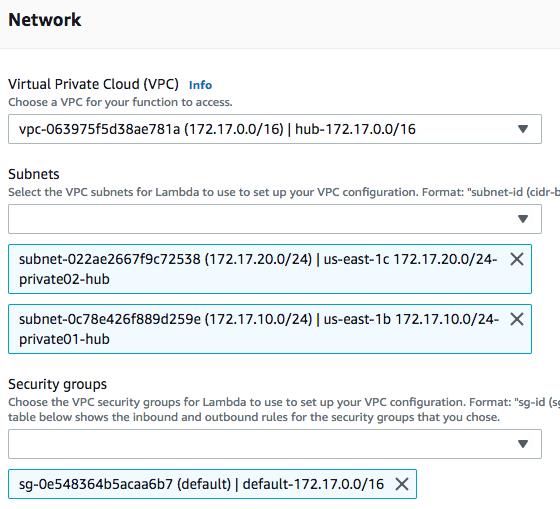 Network
Virtual Private Cloud (VPC) Info
Choose a VPC for your function to access.
vpc-063975f5d38ae781a (172.17.0.0/16) | hub-172.17.0.0/16
Subnets
Select the VPC subnets for Lambda to use to set up your VPC configuration. Format: "subnet-id (cidr-b
subnet-022ae2667f9c72538 (172.17.20.0/24) | us-east-1c 172.17.20.0/24-
private02-hub
subnet-0c78e426f889d259e (172.17.10.0/24) | us-east-1b 172.17.10.0/24-
private01-hub
Security groups
Choose the VPC security groups for Lambda to use to set up your VPC configuration. Format: "sg-id (sg
table below shows the inbound and outbound rules for the security groups that you chose.
sg-0e548364b5acaa6b7 (default) | default-172.17.0.0/16